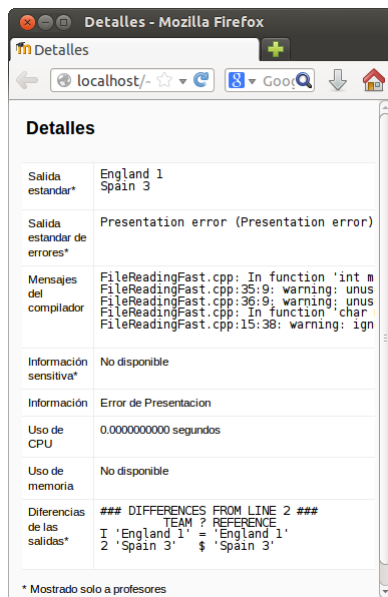 Detalles - Mozilla Firefox
Detalles
localhost/-
Detalles
Salida estandar*
England 1
Spain 3
Salida estandar de errores*
Presentation error (Presentation error)
Mensajes del compilador
FileReadingFast.cpp: In function 'int m
FileReadingFast.cpp:35:9: warning: unus
FileReadingFast.cpp:36:9: warning: unus
FileReadingFast.cpp: In function 'char
FileReadingFast.cpp:15:38: warning: ign
Información sensitiva*
No disponible
Información
Error de Presentacion
Uso de CPU
0.0000000000 segundos
Uso de memoria
No disponible
Diferencias de las salidas*
### DIFFERENCES FROM LINE 2 ###
TEAM ? REFERENCE
1 'England 1' = 'England 1'
2 'Spain 3' $ 'Spain 3'
* Mostrado solo a profesores